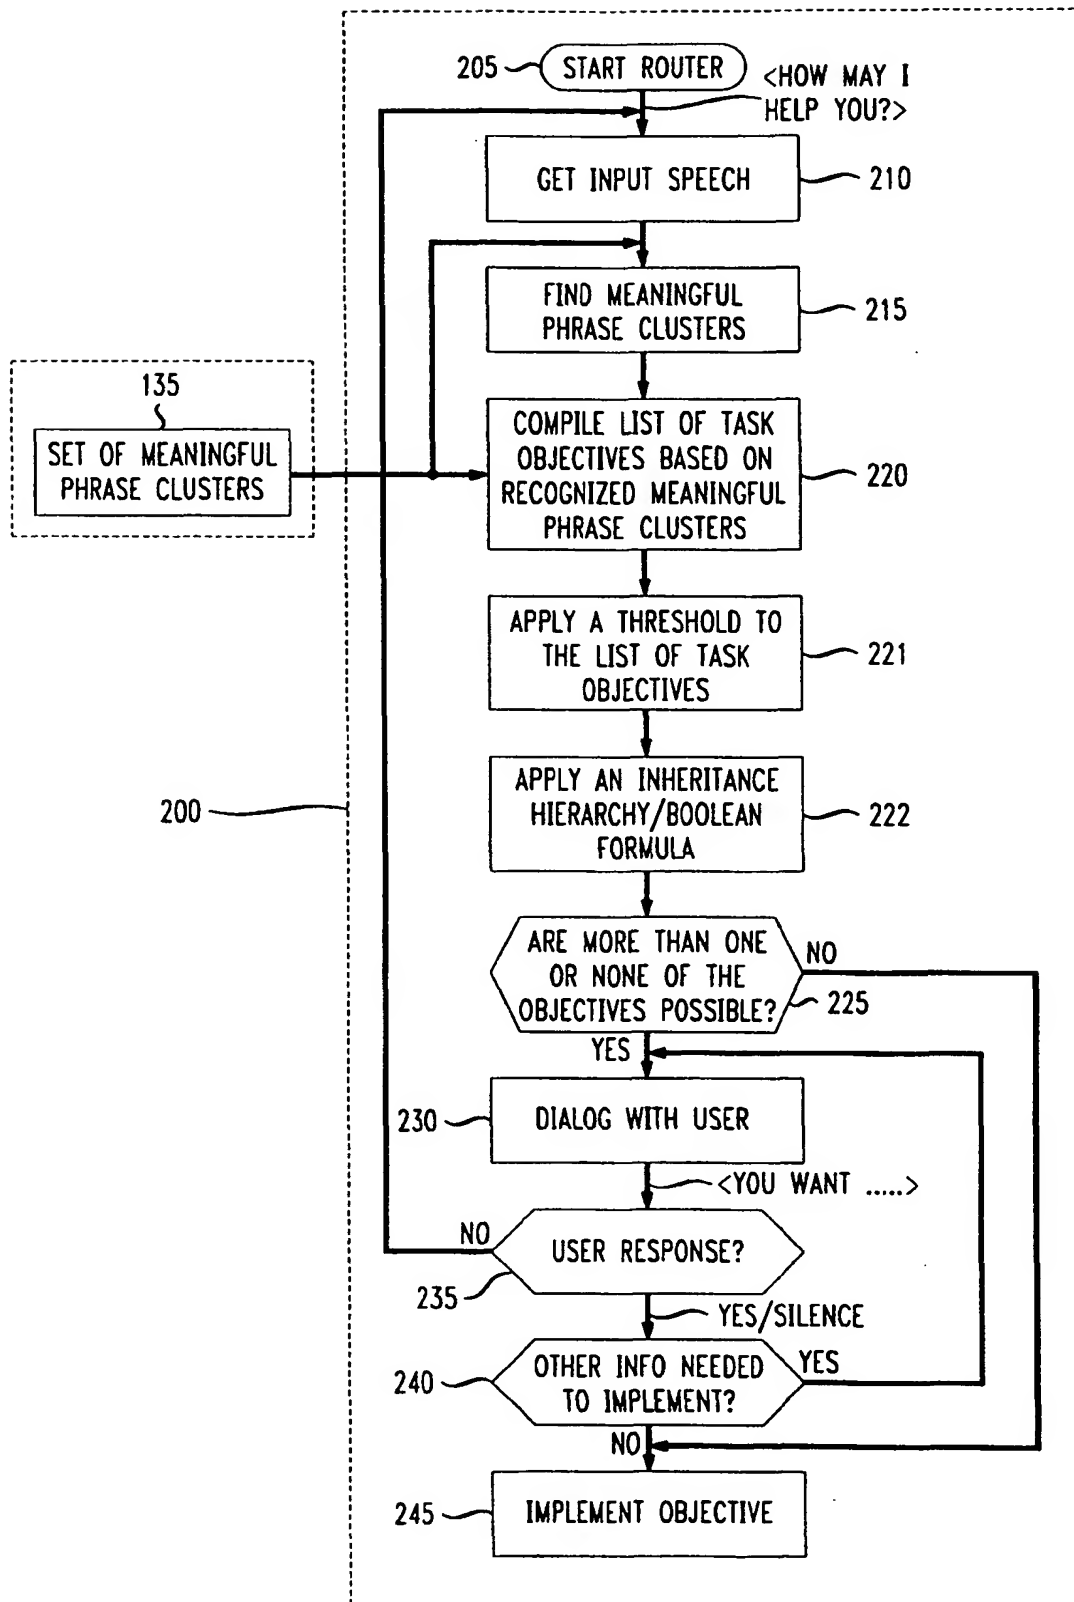 205
START ROUTER
<HOW MAY I
HELP YOU?>
GET INPUT SPEECH
210
FIND MEANINGFUL
PHRASE CLUSTERS
215
135
SET OF MEANINGFUL
PHRASE CLUSTERS
COMPILE LIST OF TASK
OBJECTIVES BASED ON
RECOGNIZED MEANINGFUL
PHRASE CLUSTERS
220
APPLY A THRESHOLD TO
THE LIST OF TASK
OBJECTIVES
221
200
APPLY AN INHERITANCE
HIERARCHY/BOOLEAN
FORMULA
222
ARE MORE THAN ONE
OR NONE OF THE
OBJECTIVES POSSIBLE?
NO
225
YES
230
DIALOG WITH USER
<YOU WANT .....>
NO
USER RESPONSE?
235
YES/SILENCE
240
OTHER INFO NEEDED
TO IMPLEMENT?
YES
NO
245
IMPLEMENT OBJECTIVE